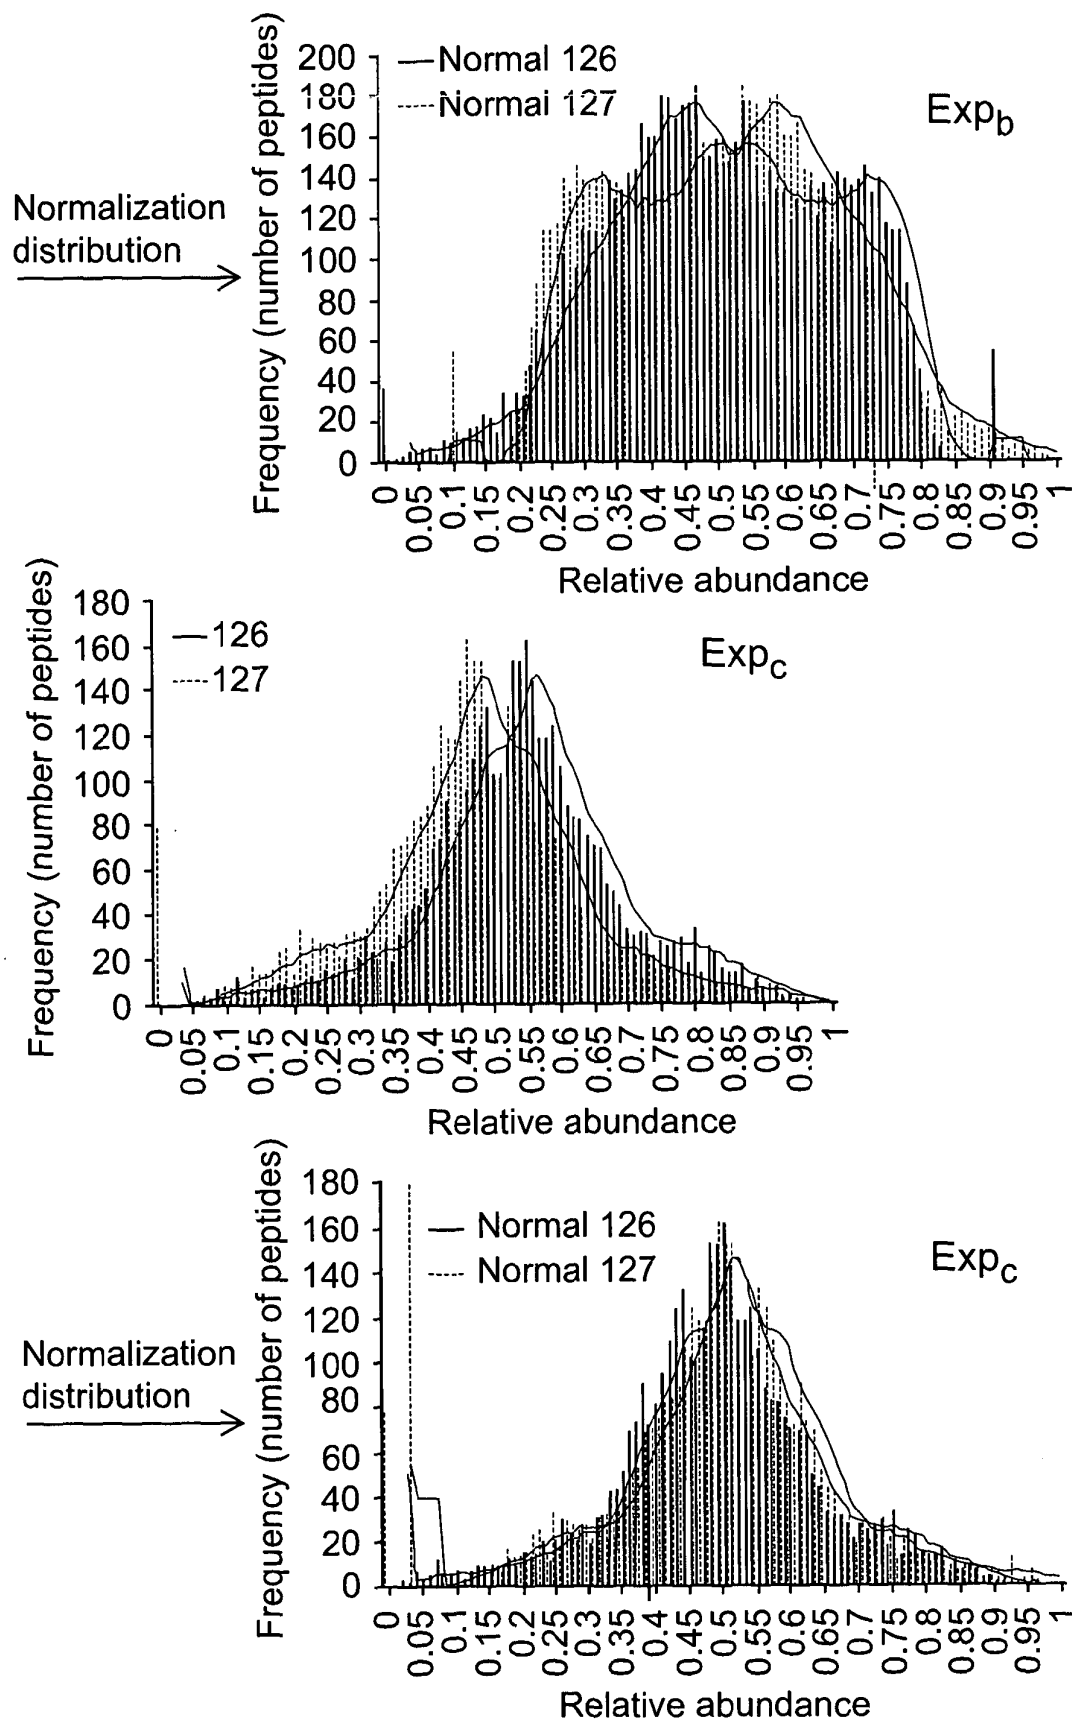 Frequency (number of peptides)
200
180
160
140
120
100
80
60
40
20
0
Normal 126
Normai 127
Expb
Normalization
distribution
0 0.05 0.1 0.15 0.2 0.25 0.3 0.35 0.4 0.45 0.5 0.55 0.6 0.65 0.7 0.75 0.8 0.85 0.9 0.95 1
Relative abundance
Frequency (number of peptides)
180
160
140
120
100
80
60
40
20
0
126
127
Expc
0 0.05 0.1 0.15 0.2 0.25 0.3 0.35 0.4 0.45 0.5 0.55 0.6 0.65 0.7 0.75 0.8 0.85 0.9 0.95 1
Relative abundance
Frequency (number of peptides)
180
160
140
120
100
80
60
40
20
0
Normal 126
Normal 127
Expc
Normalization
distribution
0 0.05 0.1 0.15 0.2 0.25 0.3 0.35 0.4 0.45 0.5 0.55 0.6 0.65 0.7 0.75 0.8 0.85 0.9 0.95 1
Relative abundance